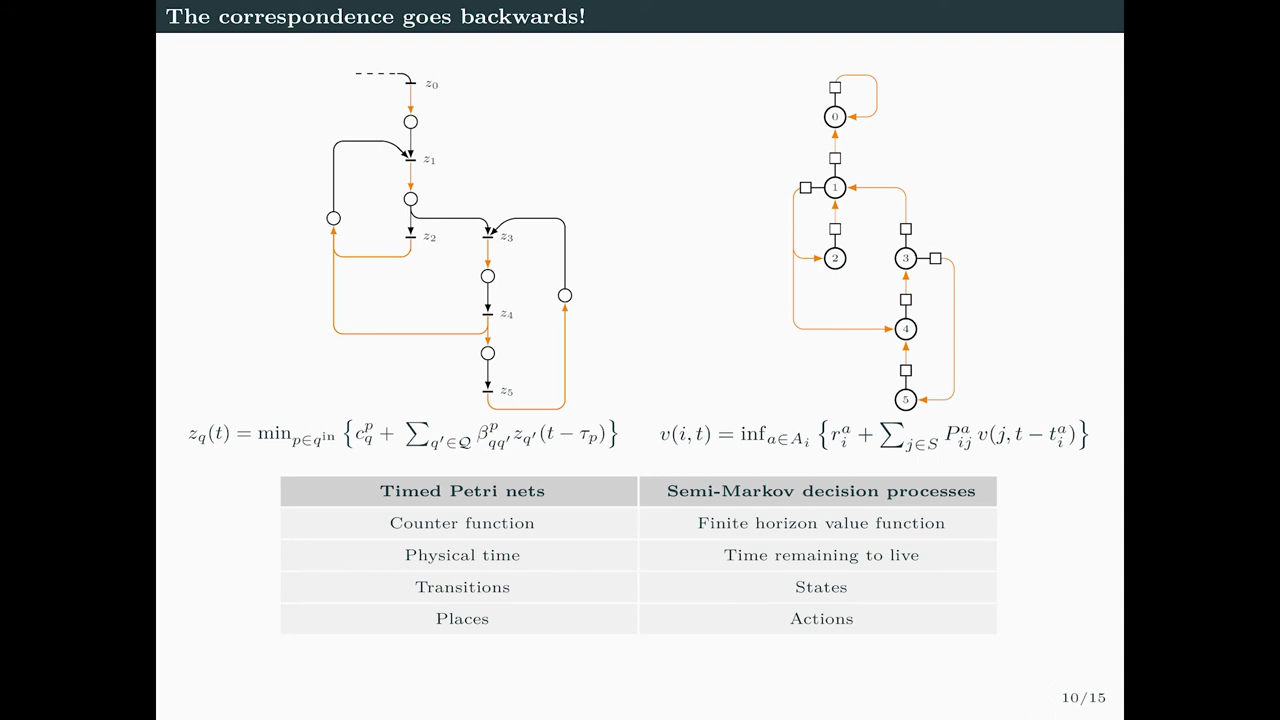 The correspondence goes backwards!
z₀
z₁
z₂
z₃
z₄
z₅
0
1
2
3
4
5
z_q(t) = min_{p∈q^{in}} { c_q^p + ∑_{q′∈𝒬} β_{qq′}^p z_{q′}(t − τ_p) }
v(i, t) = inf_{a∈A_i} { r_i^a + ∑_{j∈S} P_{ij}^a v(j, t − t_i^a) }
Timed Petri nets Semi-Markov decision processes
Counter function Finite horizon value function
Physical time Time remaining to live
Transitions States
Places Actions
10/15